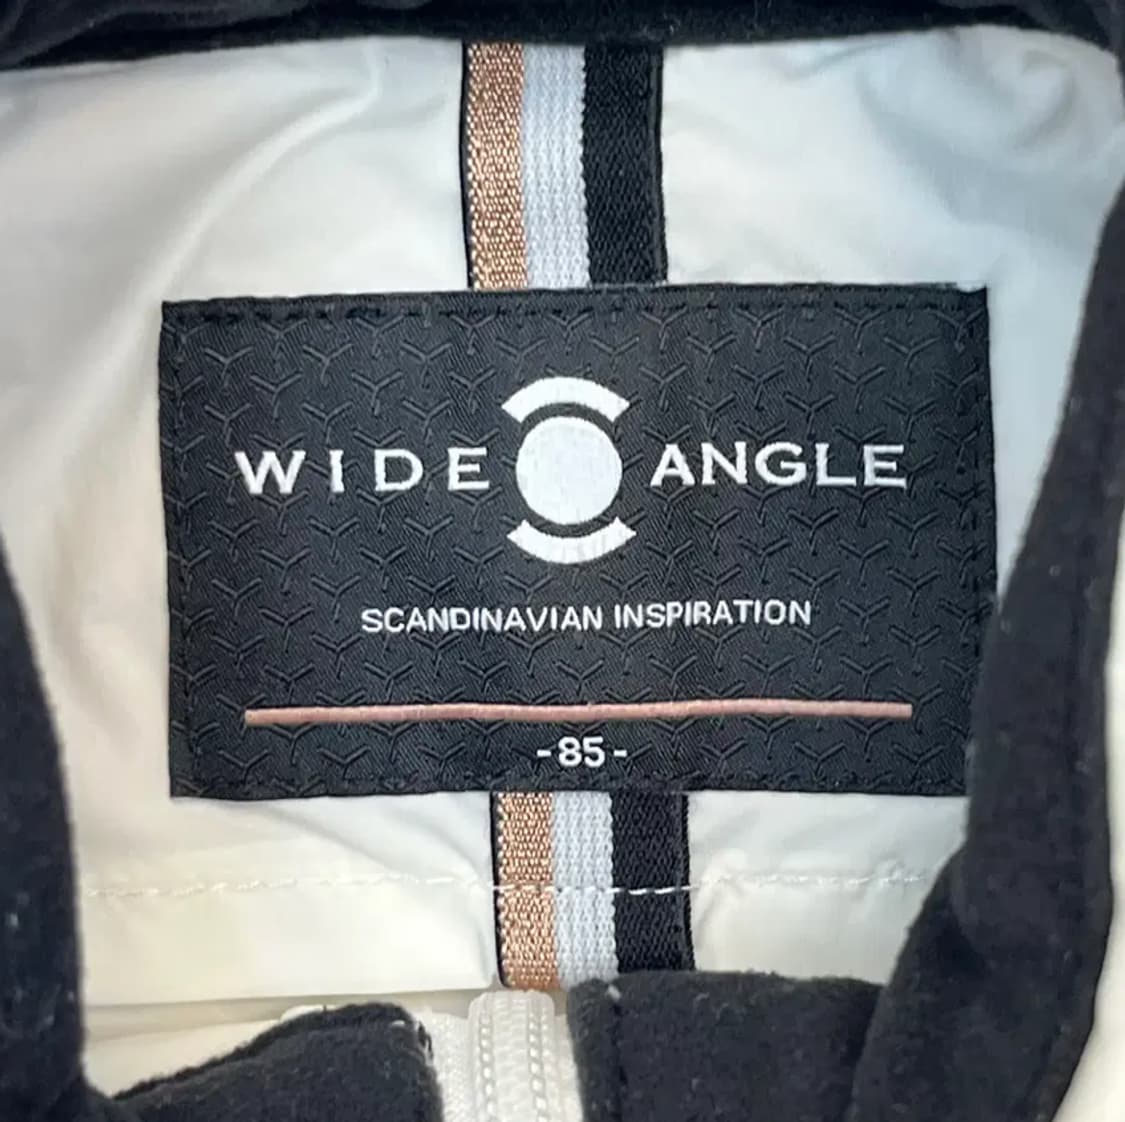 WIDE ANGLE
SCANDINAVIAN INSPIRATION
-85-